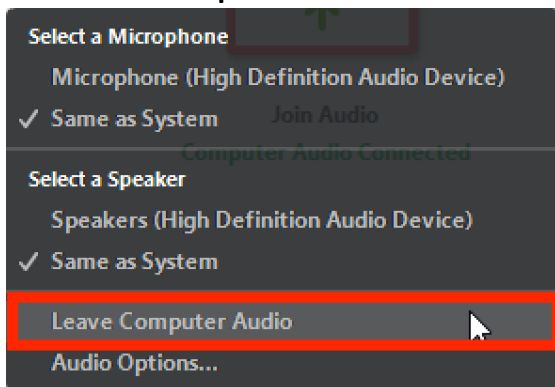 Select a Microphone
Microphone (High Definition Audio Device)
Same as System
Join Audio
Computer Audio Connected
Select a Speaker
Speakers (High Definition Audio Device)
Same as System
Leave Computer Audio
Audio Options...